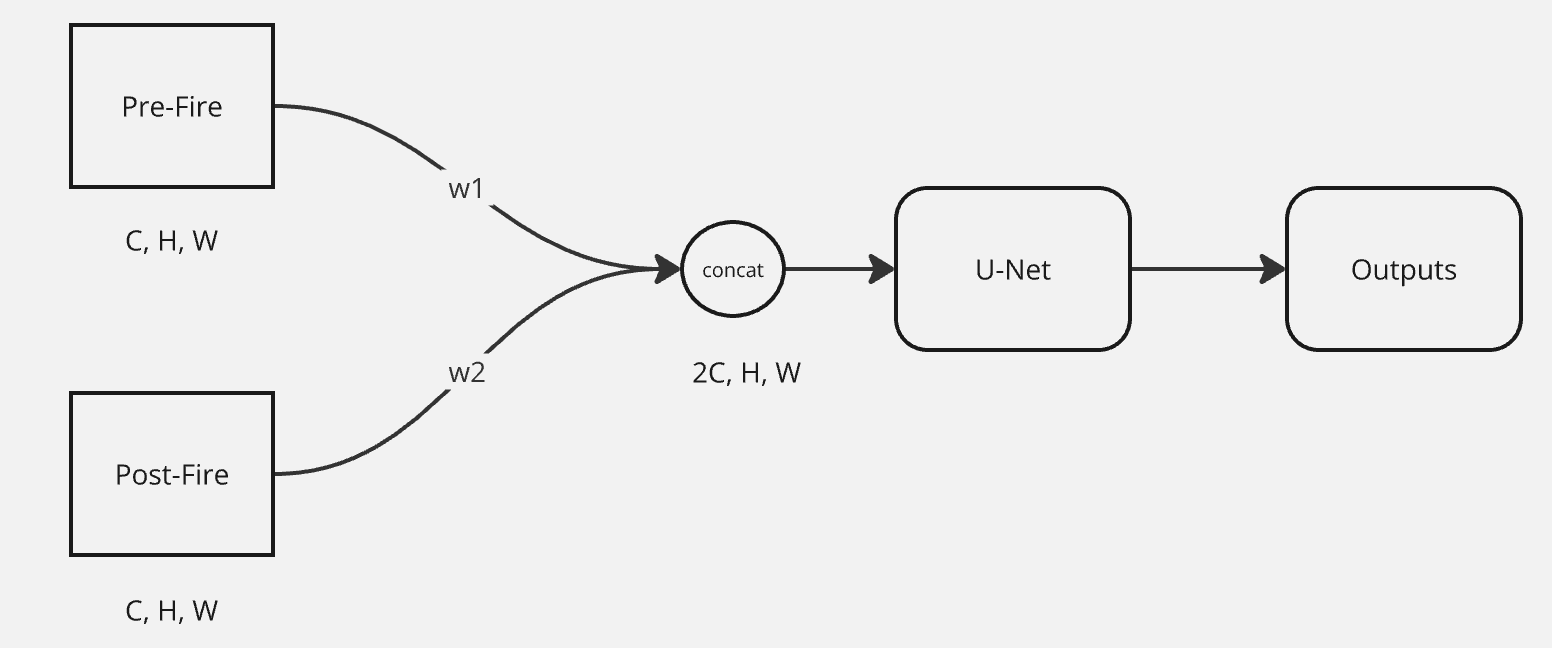 Pre-Fire
C, H, W
w1
concat
2C, H, W
U-Net
Outputs
w2
Post-Fire
C, H, W